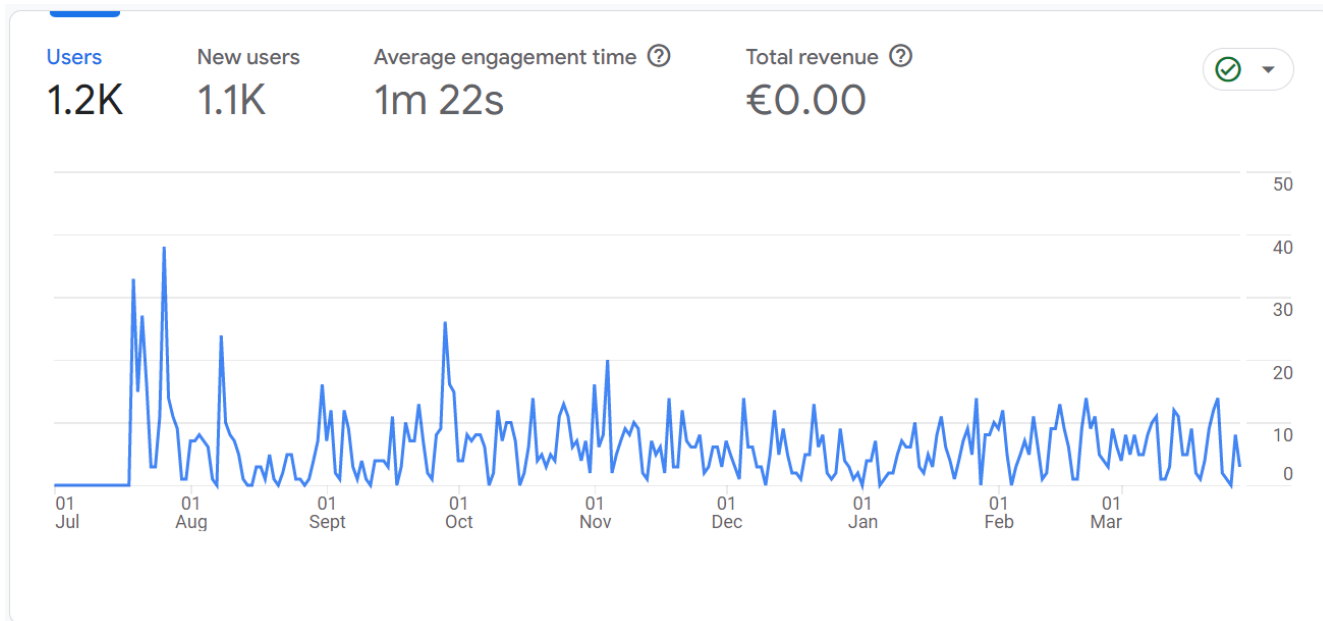 Users New users Average engagement time Total revenue
1.2K 1.1K 1m 22s €0.00
50
40
30
20
10
0
01 01 01 01 01 01 01 01 01
Jul Aug Sept Oct Nov Dec Jan Feb Mar